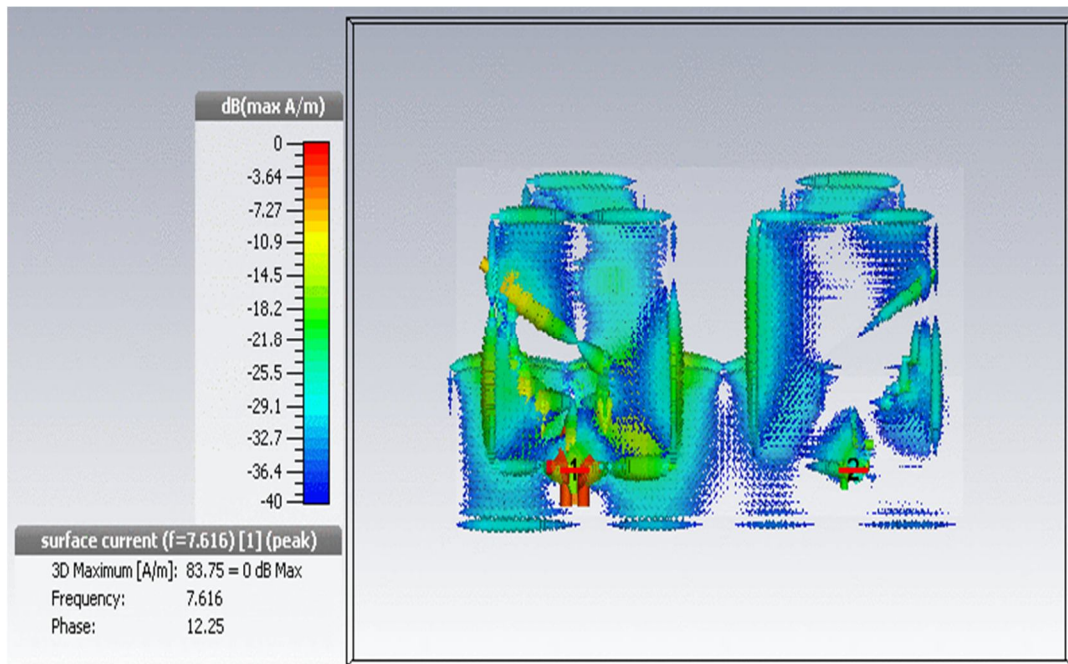 dB(max A/m)
0
-3.64
-7.27
-10.9
-14.5
-18.2
-21.8
-25.5
-29.1
-32.7
-36.4
-40
1
2
surface current (f=7.616) [1] (peak)
3D Maximum [A/m]: 83.75 = 0 dB Max
Frequency: 7.616
Phase: 12.25